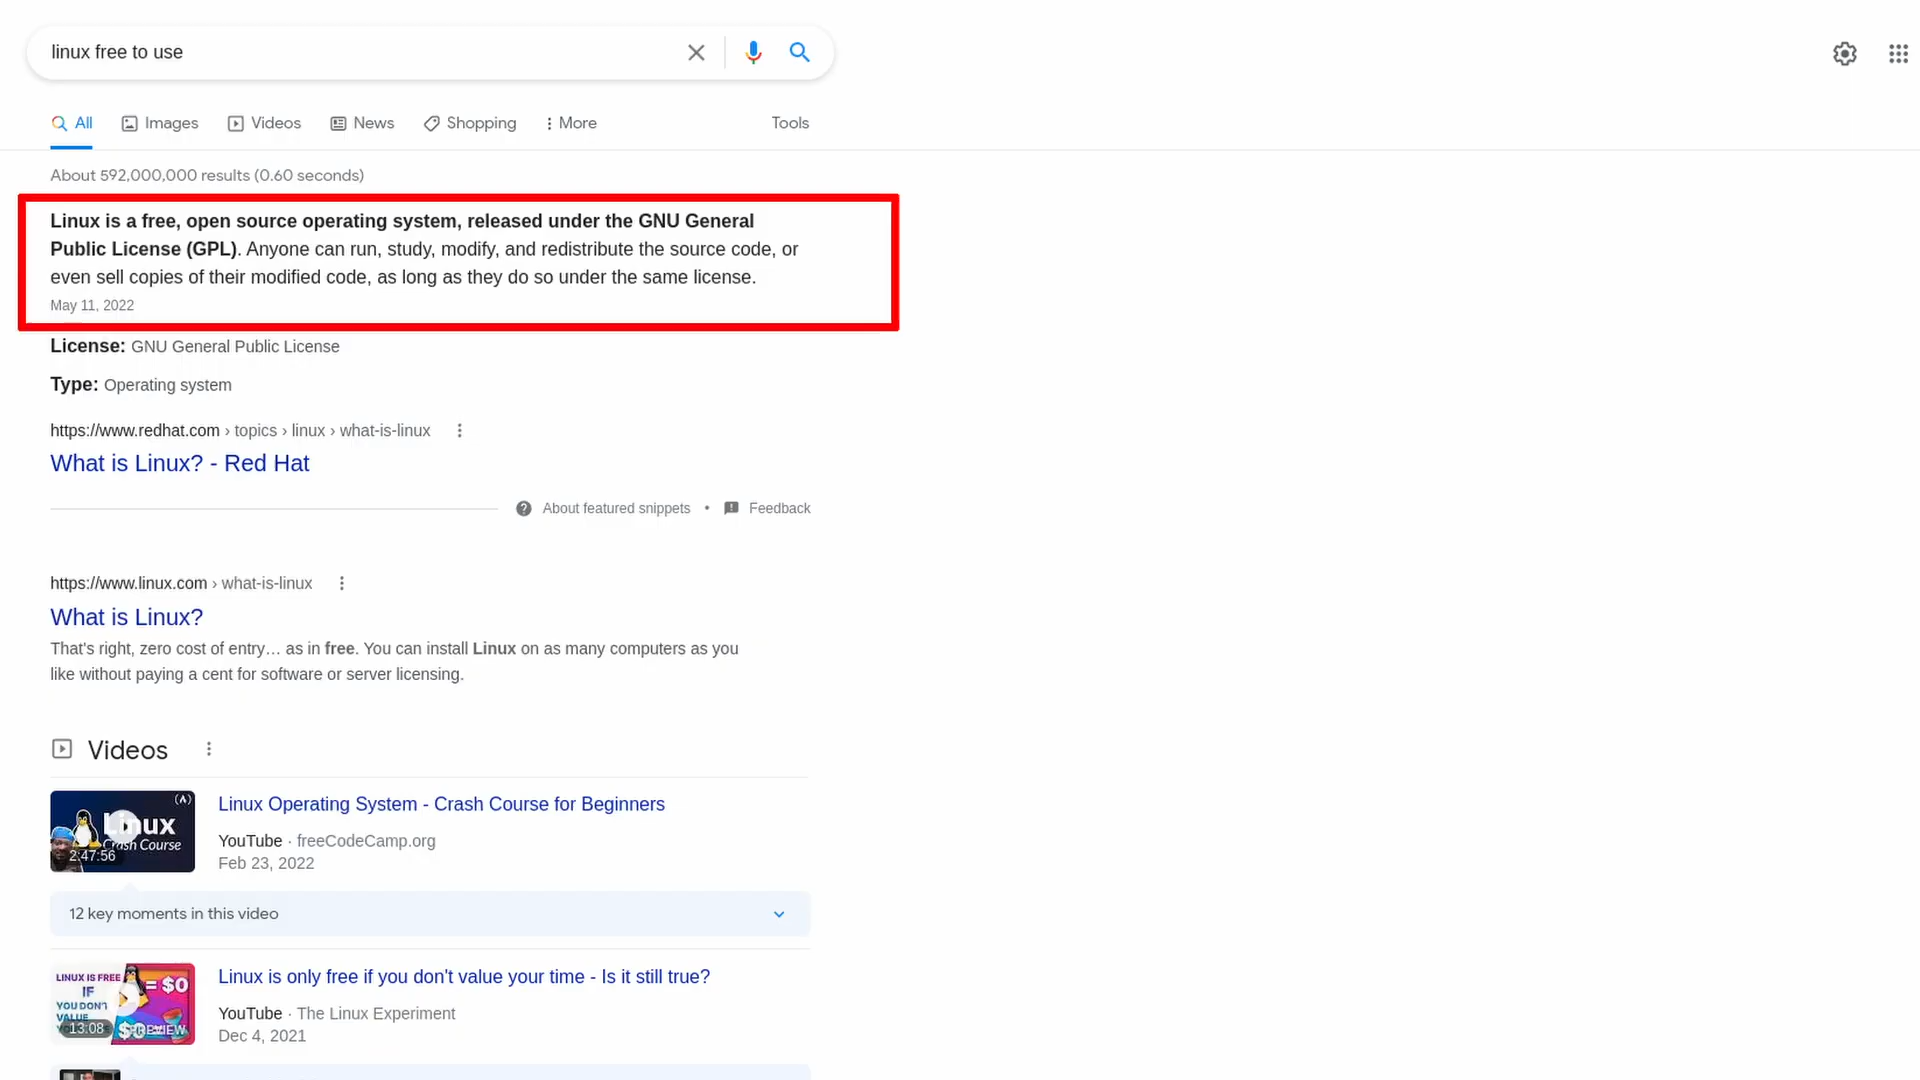 linux free to use
All Images Videos News Shopping More Tools
About 592,000,000 results (0.60 seconds)
Linux is a free, open source operating system, released under the GNU General
Public License (GPL). Anyone can run, study, modify, and redistribute the source code, or
even sell copies of their modified code, as long as they do so under the same license.
May 11, 2022
License: GNU General Public License
Type: Operating system
https://www.redhat.com › topics › linux › what-is-linux
What is Linux? - Red Hat
About featured snippets • Feedback
https://www.linux.com › what-is-linux
What is Linux?
That's right, zero cost of entry… as in free. You can install Linux on as many computers as you
like without paying a cent for software or server licensing.
Videos
(A)
Linux
Crash Course
2:47:56
Linux Operating System - Crash Course for Beginners
YouTube · freeCodeCamp.org
Feb 23, 2022
12 key moments in this video
LINUX IS FREE
IF
YOU DON'T
VALUE
= $0
13:08
PREVIEW
Linux is only free if you don't value your time - Is it still true?
YouTube · The Linux Experiment
Dec 4, 2021